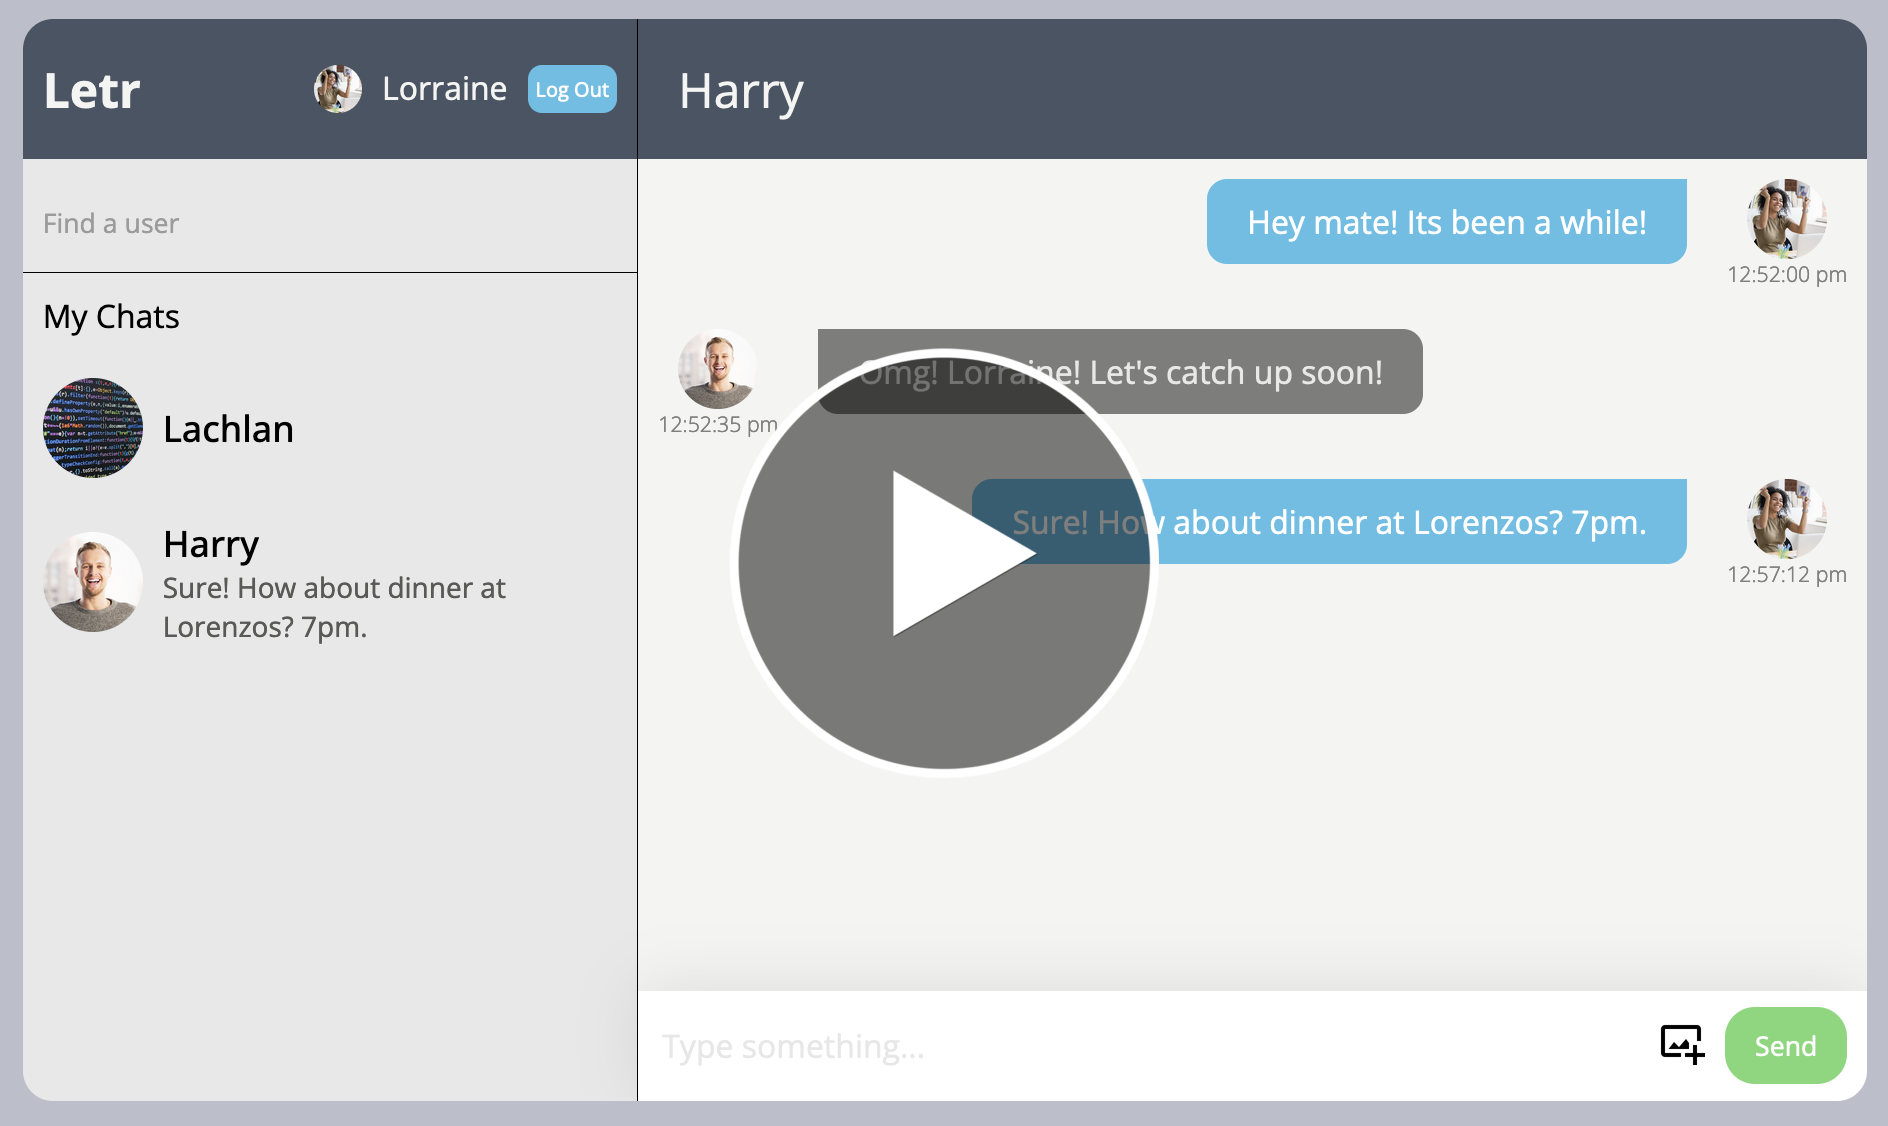 Letr
Lorraine
Log Out
Harry
Find a user
My Chats
Lachlan
Harry
Sure! How about dinner at
Lorenzos? 7pm.
Hey mate! Its been a while!
12:52:00 pm
Omg! Lorraine! Let's catch up soon!
12:52:35 pm
Sure! How about dinner at Lorenzos? 7pm.
12:57:12 pm
Type something...
Send